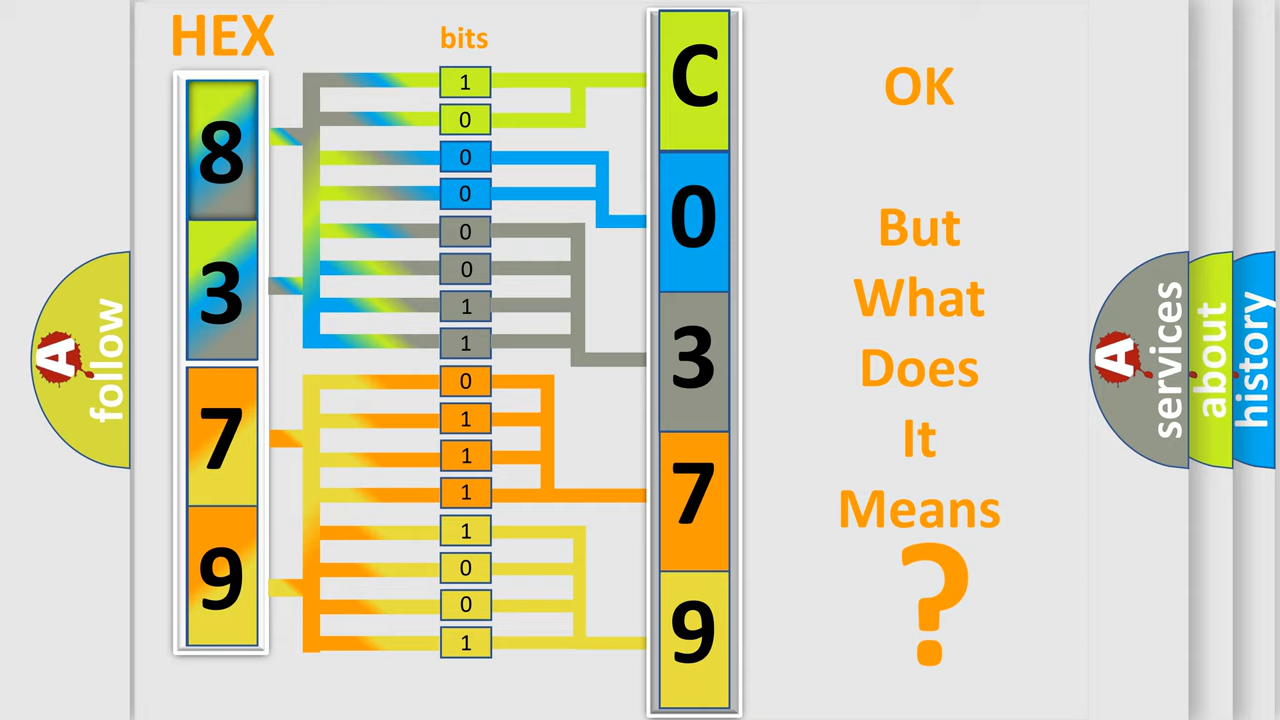 HEX
bits
8
3
7
9
1
0
0
0
0
0
1
1
0
1
1
1
1
0
0
1
C
0
3
7
9
OK
But
What
Does
It
Means
?
A
follow
A
services
about
history